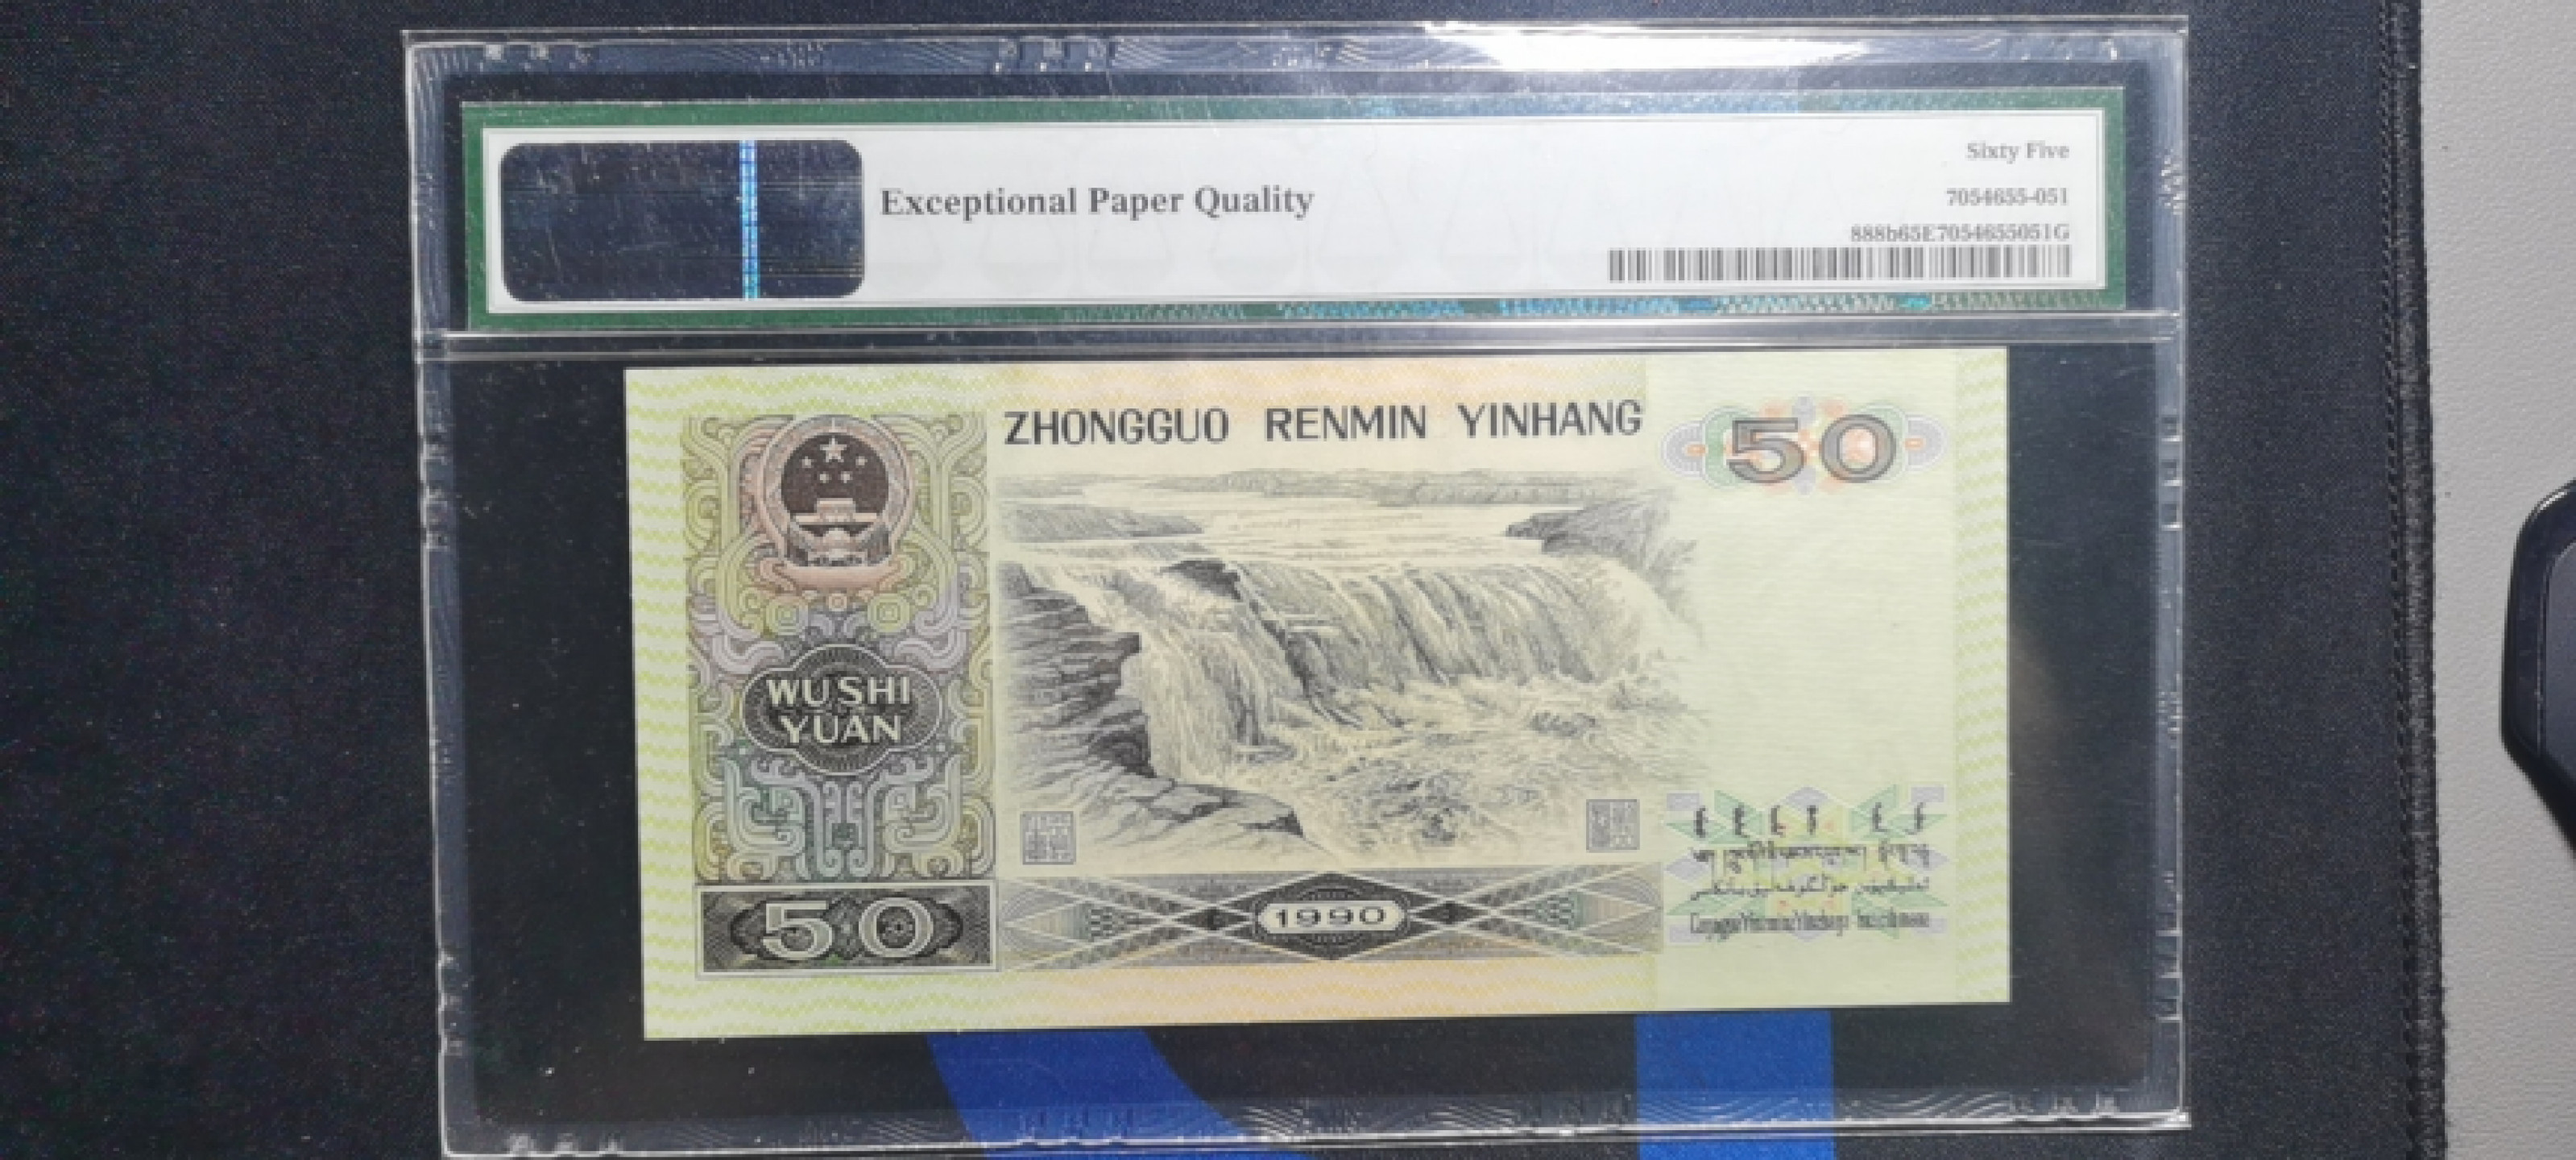 Sixty Five
Exceptional Paper Quality
7054655-051
888b65E7054655051G
ZHONGGUO RENMIN YINHANG
50
WU SHI
YUAN
50
1990